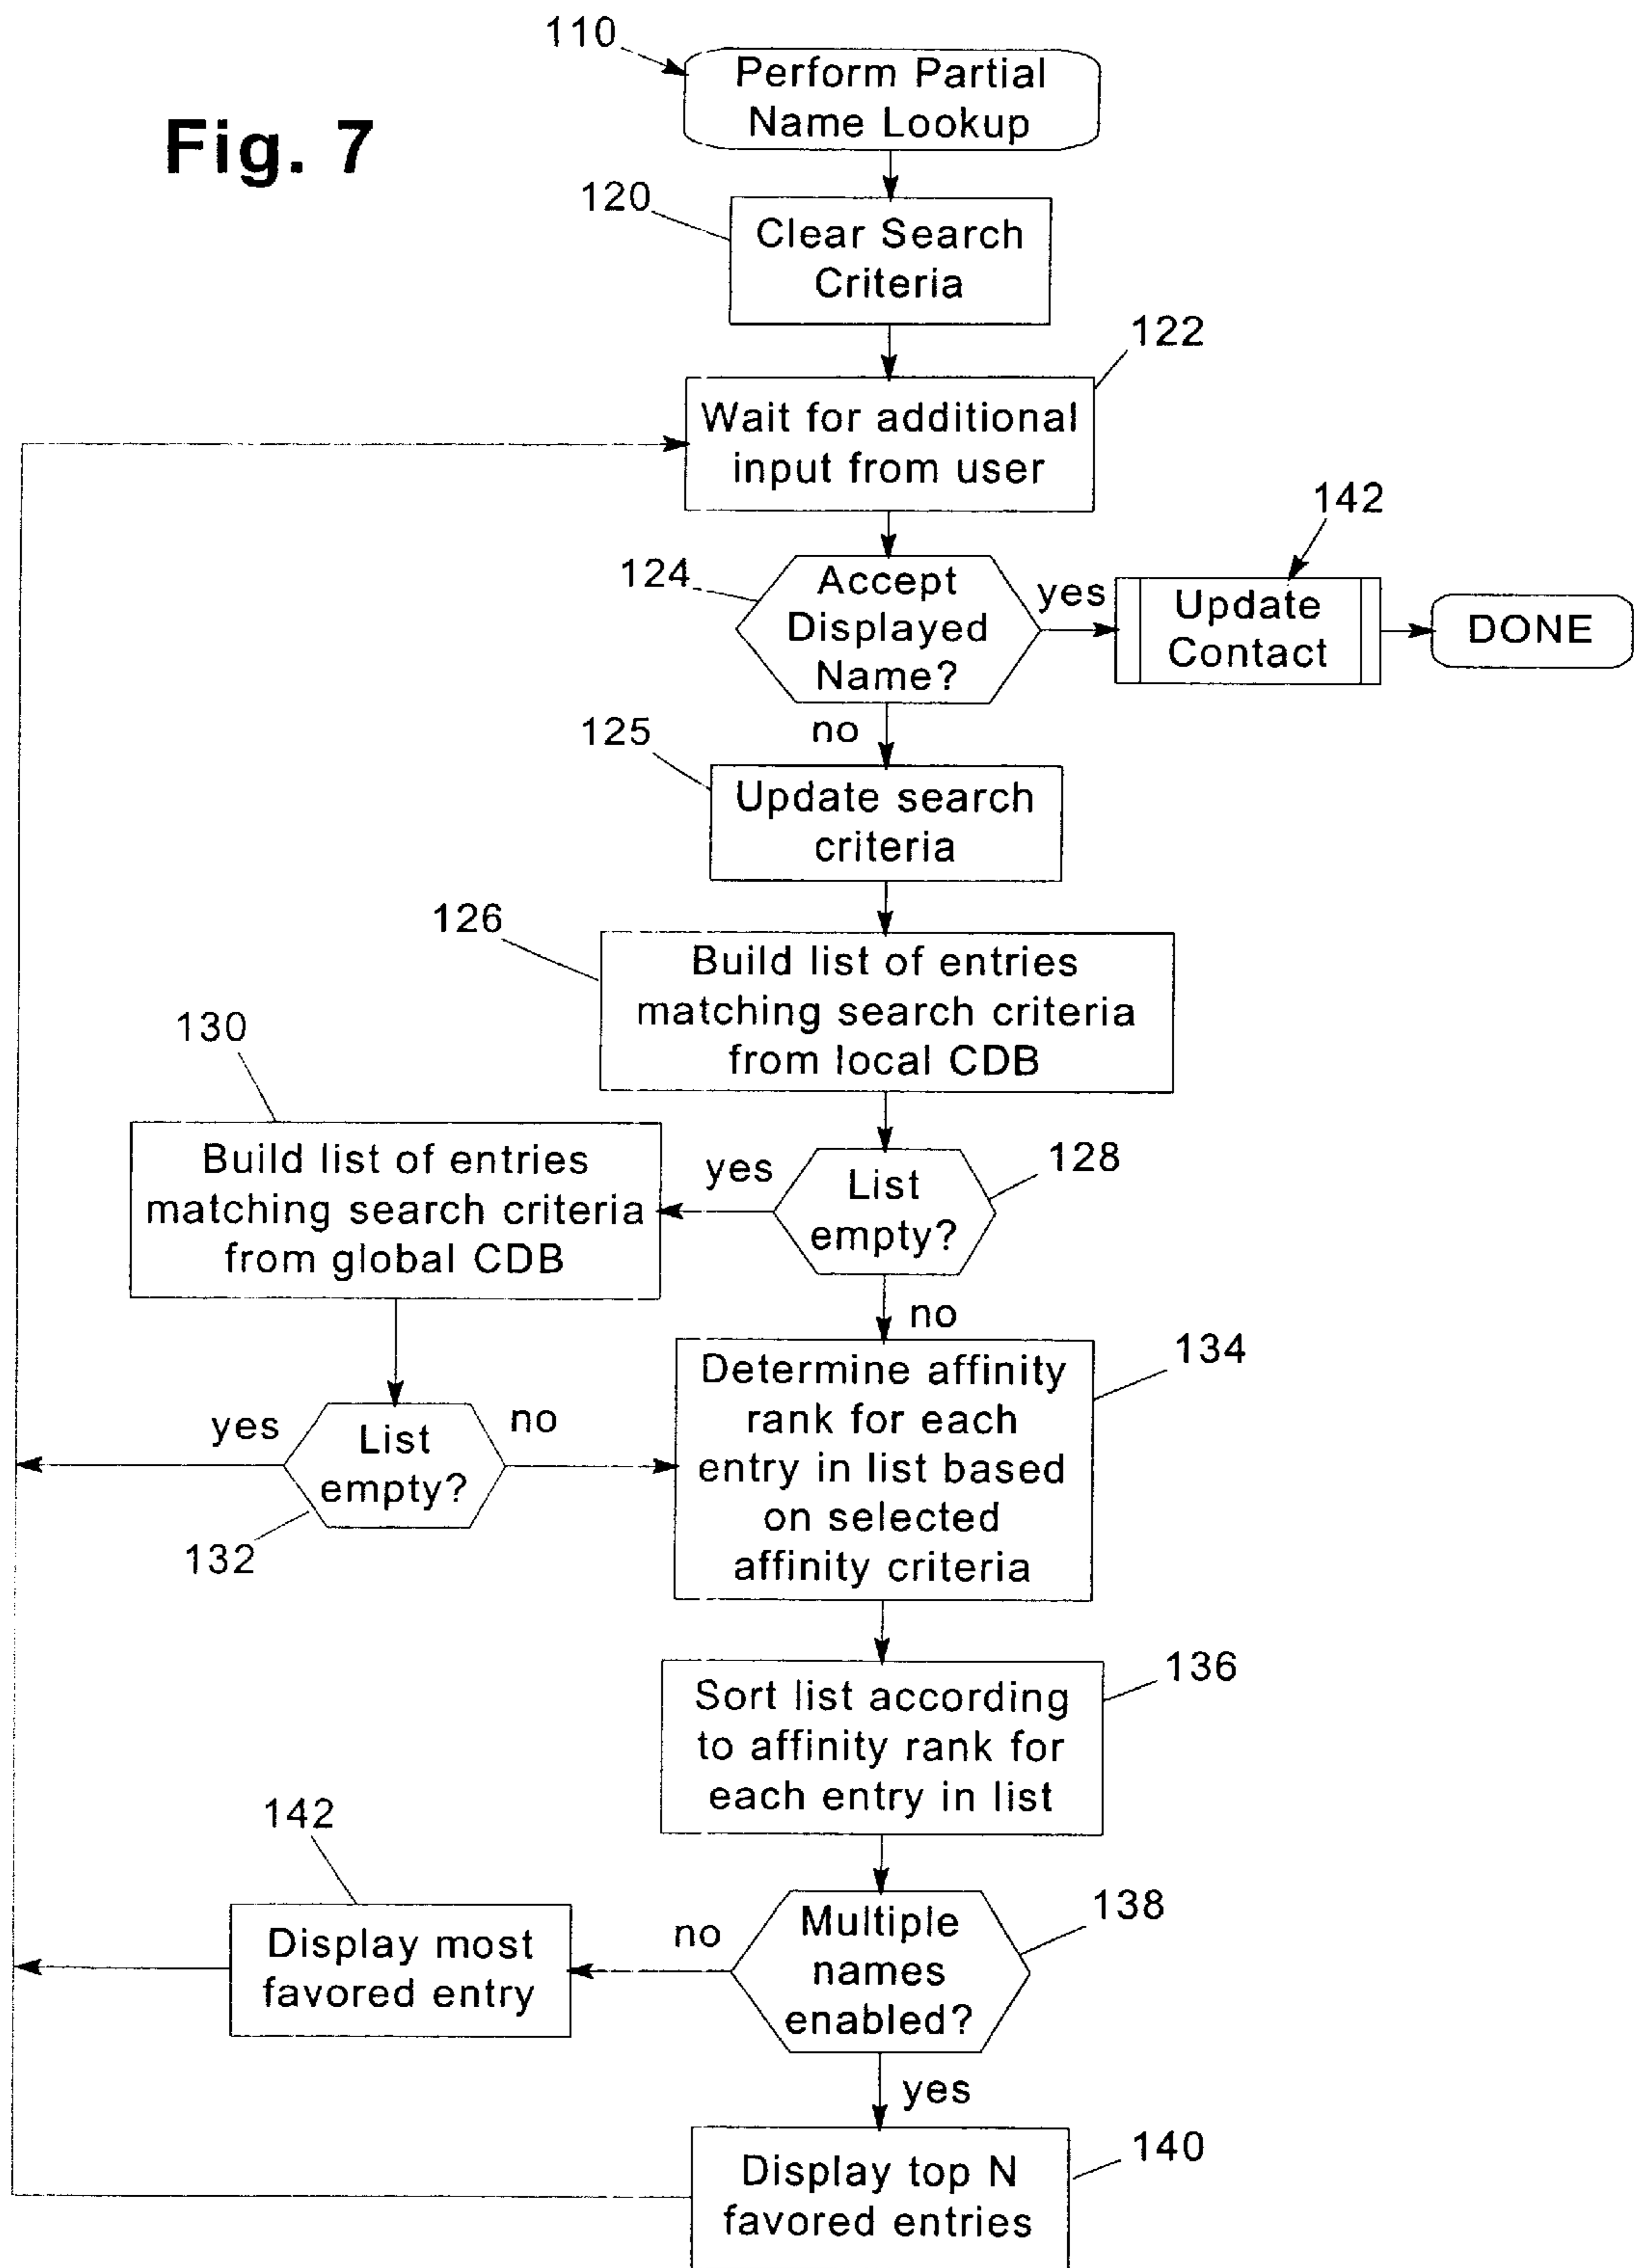 110
Perform Partial
Name Lookup
Fig. 7
120
Clear Search
Criteria
122
Wait for additional
input from user
124
Accept
Displayed
Name?
yes
142
Update
Contact
DONE
no
125
Update search
criteria
126
Build list of entries
matching search criteria
from local CDB
128
List
empty?
yes
130
Build list of entries
matching search criteria
from global CDB
no
132
List
empty?
yes
no
134
Determine affinity
rank for each
entry in list based
on selected
affinity criteria
136
Sort list according
to affinity rank for
each entry in list
138
Multiple
names
enabled?
no
142
Display most
favored entry
yes
140
Display top N
favored entries